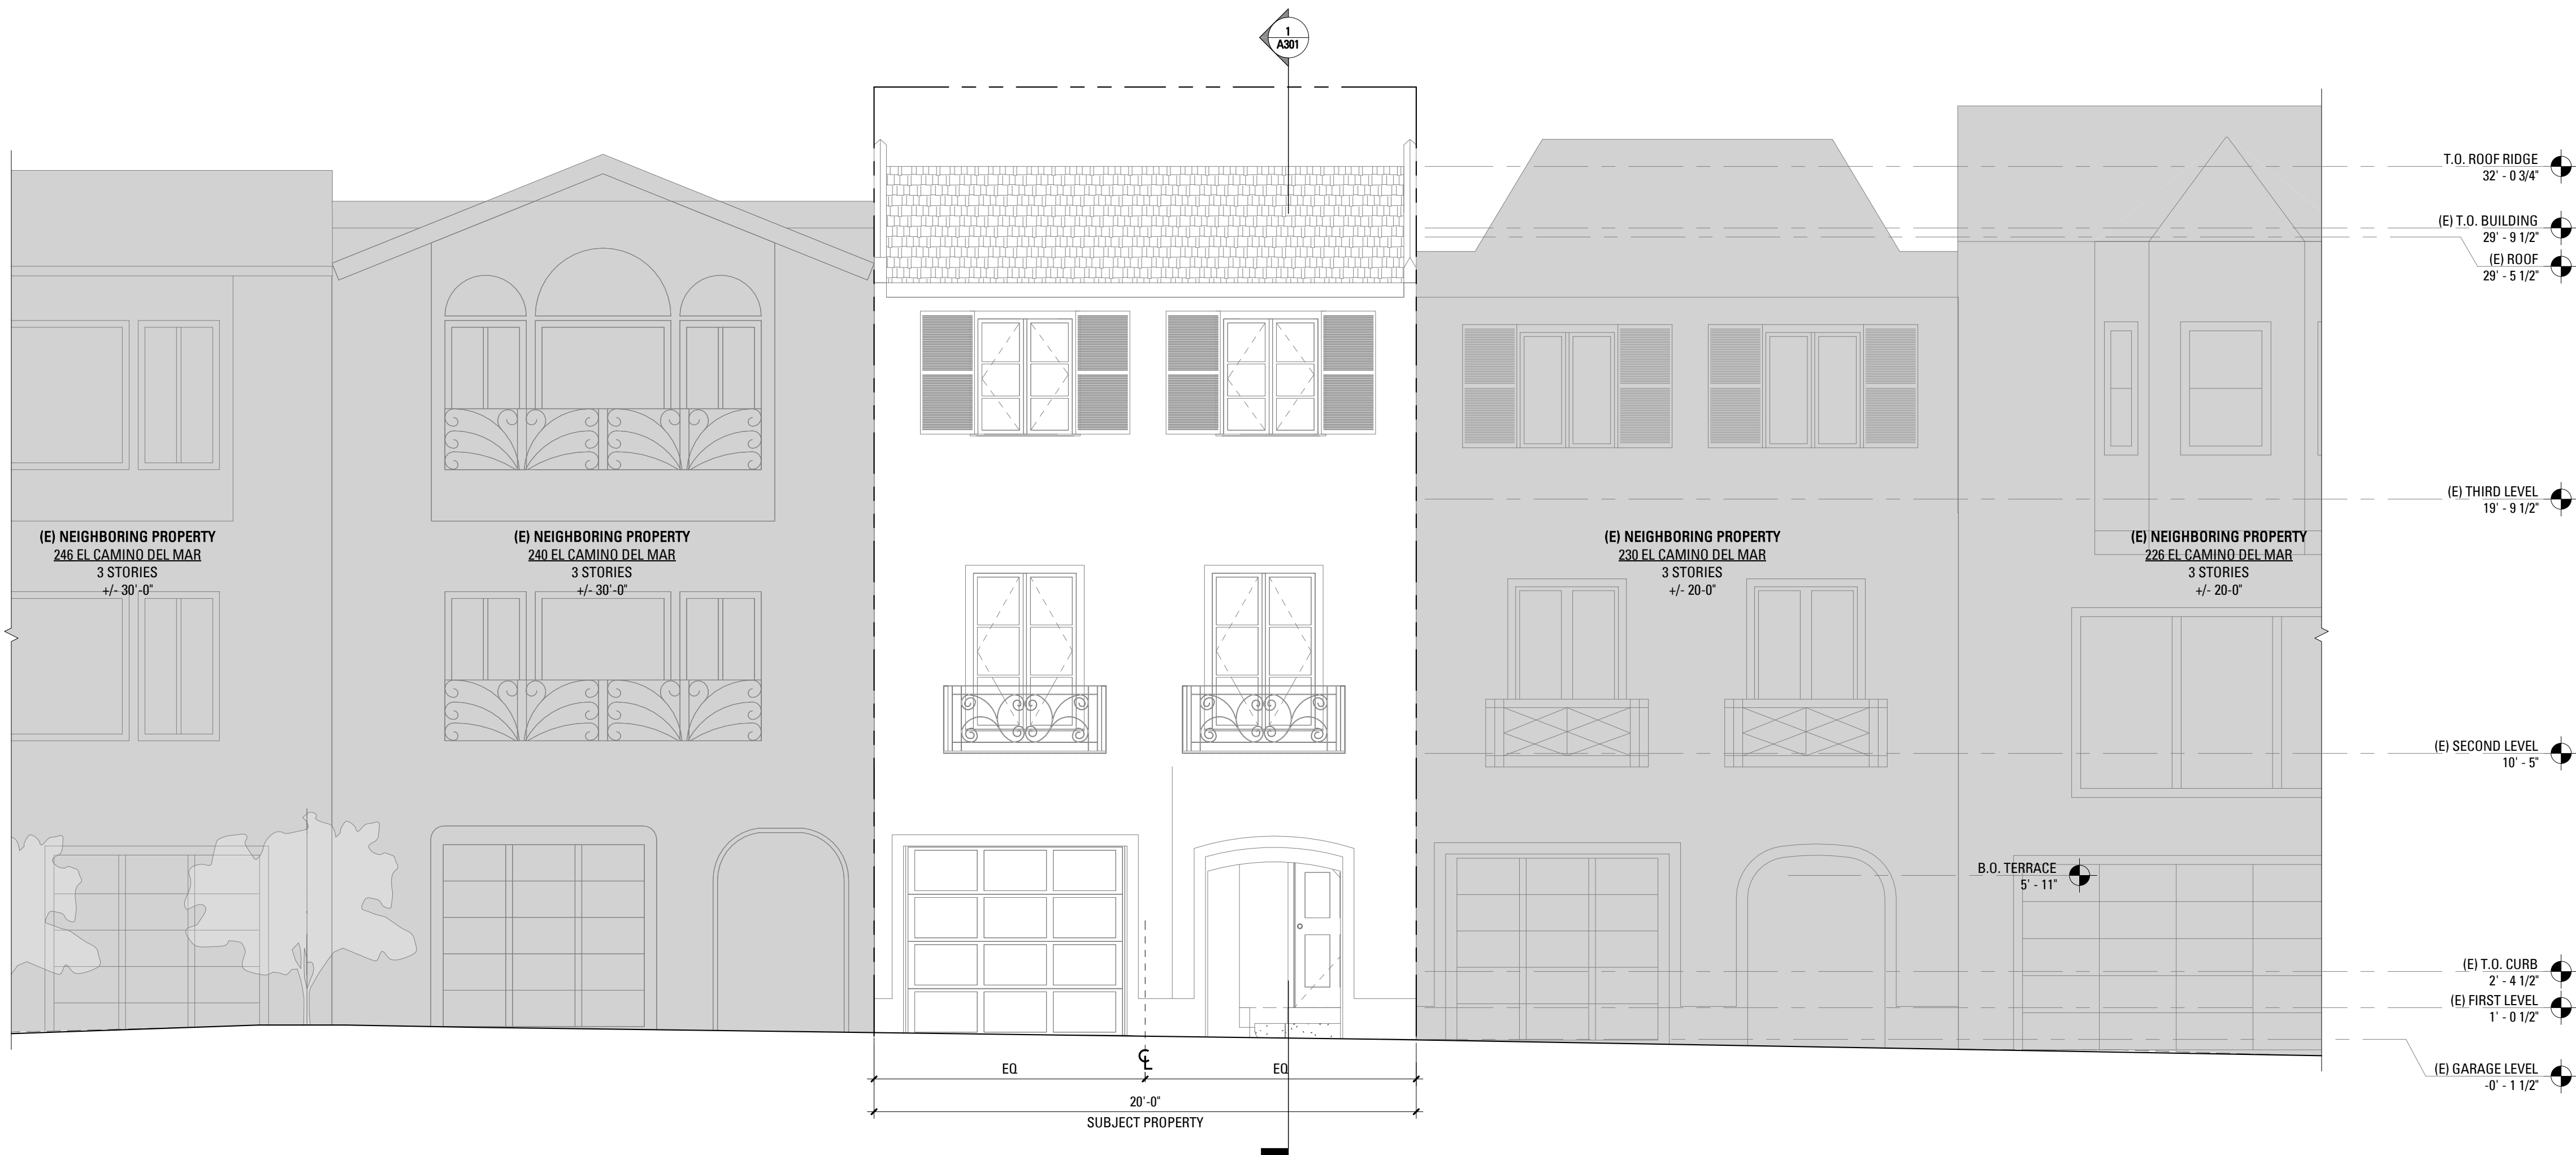 1
A301
T.O. ROOF RIDGE
32' - 0 3/4"
(E) T.O. BUILDING
29' - 9 1/2"
(E) ROOF
29' - 5 1/2"
(E) THIRD LEVEL
19' - 9 1/2"
(E) NEIGHBORING PROPERTY
246 EL CAMINO DEL MAR
3 STORIES
+/- 30'-0"
(E) NEIGHBORING PROPERTY
240 EL CAMINO DEL MAR
3 STORIES
+/- 30'-0"
(E) NEIGHBORING PROPERTY
230 EL CAMINO DEL MAR
3 STORIES
+/- 20-0"
(E) NEIGHBORING PROPERTY
226 EL CAMINO DEL MAR
3 STORIES
+/- 20-0"
(E) SECOND LEVEL
10' - 5"
B.O. TERRACE
5' - 11"
(E) T.O. CURB
2' - 4 1/2"
(E) FIRST LEVEL
1' - 0 1/2"
(E) GARAGE LEVEL
-0' - 1 1/2"
EQ
℄
EQ
20'-0"
SUBJECT PROPERTY